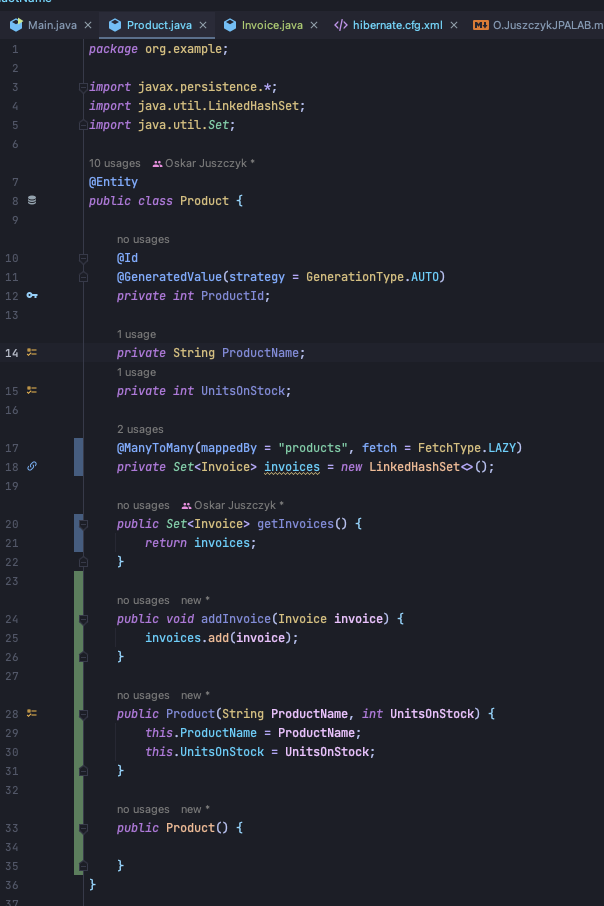 Main.java × Product.java × Invoice.java × </> hibernate.cfg.xml × O.JuszczykJPALAB.m
1 package org.example;
2
3 import javax.persistence.*;
4 import java.util.LinkedHashSet;
5 import java.util.Set;
6
10 usages Oskar Juszczyk *
7 @Entity
8 public class Product {
9
no usages
10 @Id
11 @GeneratedValue(strategy = GenerationType.AUTO)
12 private int ProductId;
13
1 usage
14 private String ProductName;
1 usage
15 private int UnitsOnStock;
16
2 usages
17 @ManyToMany(mappedBy = "products", fetch = FetchType.LAZY)
18 private Set<Invoice> invoices = new LinkedHashSet<>();
19
no usages Oskar Juszczyk *
20 public Set<Invoice> getInvoices() {
21 return invoices;
22 }
23
no usages new *
24 public void addInvoice(Invoice invoice) {
25 invoices.add(invoice);
26 }
27
no usages new *
28 public Product(String ProductName, int UnitsOnStock) {
29 this.ProductName = ProductName;
30 this.UnitsOnStock = UnitsOnStock;
31 }
32
no usages new *
33 public Product() {
34
35 }
36 }
37